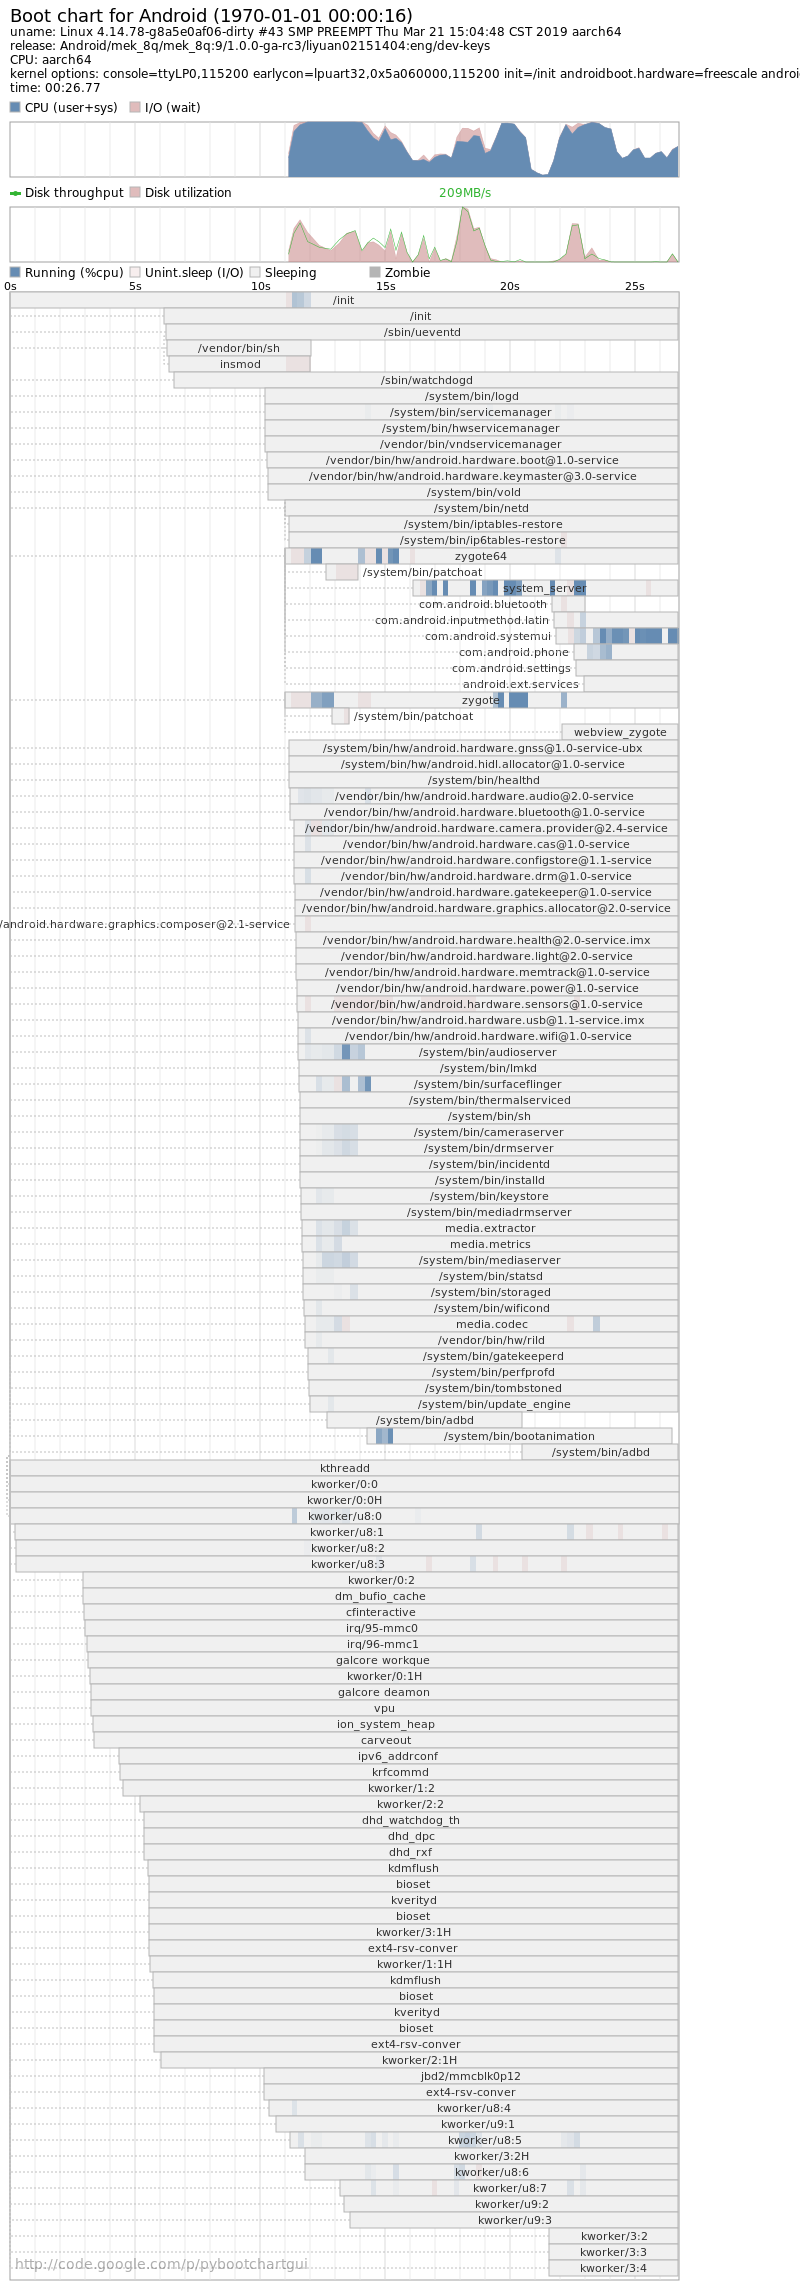 Boot chart for Android (1970-01-01 00:00:16)
uname: Linux 4.14.78-g8a5e0af06-dirty #43 SMP PREEMPT Thu Mar 21 15:04:48 CST 2019 aarch64
release: Android/mek_8q/mek_8q:9/1.0.0-ga-rc3/liyuan02151404:eng/dev-keys
CPU: aarch64
kernel options: console=ttyLP0,115200 earlycon=lpuart32,0x5a060000,115200 init=/init androidboot.hardware=freescale androi
time: 00:26.77
CPU (user+sys) I/O (wait)
Disk throughput Disk utilization 209MB/s
Running (%cpu) Unint.sleep (I/O) Sleeping Zombie
0s 5s 10s 15s 20s 25s
/init
/init
/sbin/ueventd
/vendor/bin/sh
insmod
/sbin/watchdogd
/system/bin/logd
/system/bin/servicemanager
/system/bin/hwservicemanager
/vendor/bin/vndservicemanager
/vendor/bin/hw/android.hardware.boot@1.0-service
/vendor/bin/hw/android.hardware.keymaster@3.0-service
/system/bin/vold
/system/bin/netd
/system/bin/iptables-restore
/system/bin/ip6tables-restore
zygote64
/system/bin/patchoat
system_server
com.android.bluetooth
com.android.inputmethod.latin
com.android.systemui
com.android.phone
com.android.settings
android.ext.services
zygote
/system/bin/patchoat
webview_zygote
/system/bin/hw/android.hardware.gnss@1.0-service-ubx
/system/bin/hw/android.hidl.allocator@1.0-service
/system/bin/healthd
/vendor/bin/hw/android.hardware.audio@2.0-service
/vendor/bin/hw/android.hardware.bluetooth@1.0-service
/vendor/bin/hw/android.hardware.camera.provider@2.4-service
/vendor/bin/hw/android.hardware.cas@1.0-service
/vendor/bin/hw/android.hardware.configstore@1.1-service
/vendor/bin/hw/android.hardware.drm@1.0-service
/vendor/bin/hw/android.hardware.gatekeeper@1.0-service
/vendor/bin/hw/android.hardware.graphics.allocator@2.0-service
/android.hardware.graphics.composer@2.1-service
/vendor/bin/hw/android.hardware.health@2.0-service.imx
/vendor/bin/hw/android.hardware.light@2.0-service
/vendor/bin/hw/android.hardware.memtrack@1.0-service
/vendor/bin/hw/android.hardware.power@1.0-service
/vendor/bin/hw/android.hardware.sensors@1.0-service
/vendor/bin/hw/android.hardware.usb@1.1-service.imx
/vendor/bin/hw/android.hardware.wifi@1.0-service
/system/bin/audioserver
/system/bin/lmkd
/system/bin/surfaceflinger
/system/bin/thermalserviced
/system/bin/sh
/system/bin/cameraserver
/system/bin/drmserver
/system/bin/incidentd
/system/bin/installd
/system/bin/keystore
/system/bin/mediadrmserver
media.extractor
media.metrics
/system/bin/mediaserver
/system/bin/statsd
/system/bin/storaged
/system/bin/wificond
media.codec
/vendor/bin/hw/rild
/system/bin/gatekeeperd
/system/bin/perfprofd
/system/bin/tombstoned
/system/bin/update_engine
/system/bin/adbd
/system/bin/bootanimation
/system/bin/adbd
kthreadd
kworker/0:0
kworker/0:0H
kworker/u8:0
kworker/u8:1
kworker/u8:2
kworker/u8:3
kworker/0:2
dm_bufio_cache
cfinteractive
irq/95-mmc0
irq/96-mmc1
galcore workque
kworker/0:1H
galcore deamon
vpu
ion_system_heap
carveout
ipv6_addrconf
krfcommd
kworker/1:2
kworker/2:2
dhd_watchdog_th
dhd_dpc
dhd_rxf
kdmflush
bioset
kverityd
bioset
kworker/3:1H
ext4-rsv-conver
kworker/1:1H
kdmflush
bioset
kverityd
bioset
ext4-rsv-conver
kworker/2:1H
jbd2/mmcblk0p12
ext4-rsv-conver
kworker/u8:4
kworker/u9:1
kworker/u8:5
kworker/3:2H
kworker/u8:6
kworker/u8:7
kworker/u9:2
kworker/u9:3
kworker/3:2
kworker/3:3
kworker/3:4
http://code.google.com/p/pybootchartgui